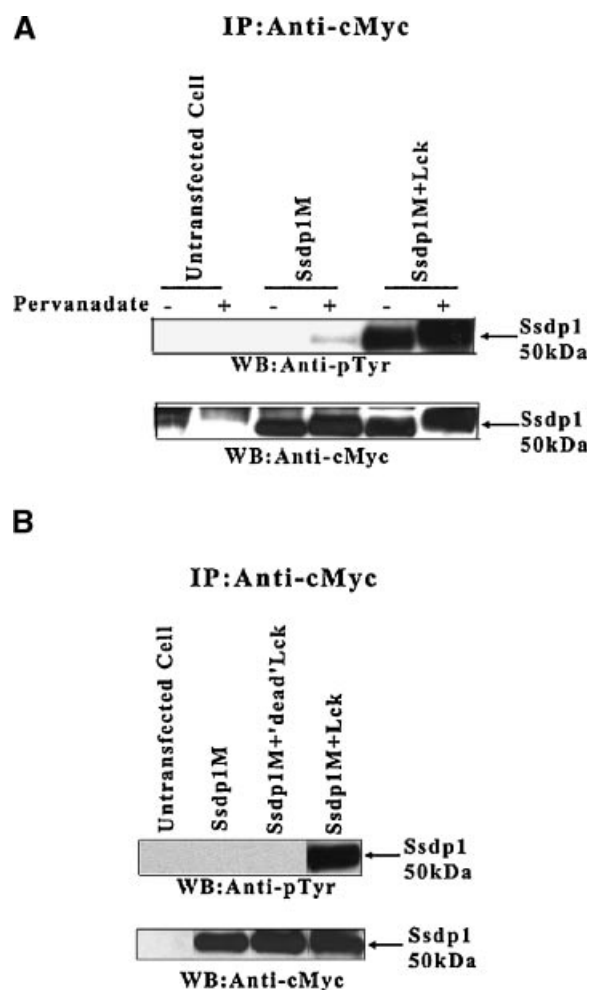 A
IP:Anti-cMyc
Untransfected Cell
Ssdp1M
Ssdp1M+Lck
Pervanadate - + - + - +
Ssdp1
50kDa
WB:Anti-pTyr
Ssdp1
50kDa
WB:Anti-cMyc
B
IP:Anti-cMyc
Untransfected Cell
Ssdp1M
Ssdp1M+'dead'Lck
Ssdp1M+Lck
Ssdp1
50kDa
WB:Anti-pTyr
Ssdp1
50kDa
WB:Anti-cMyc